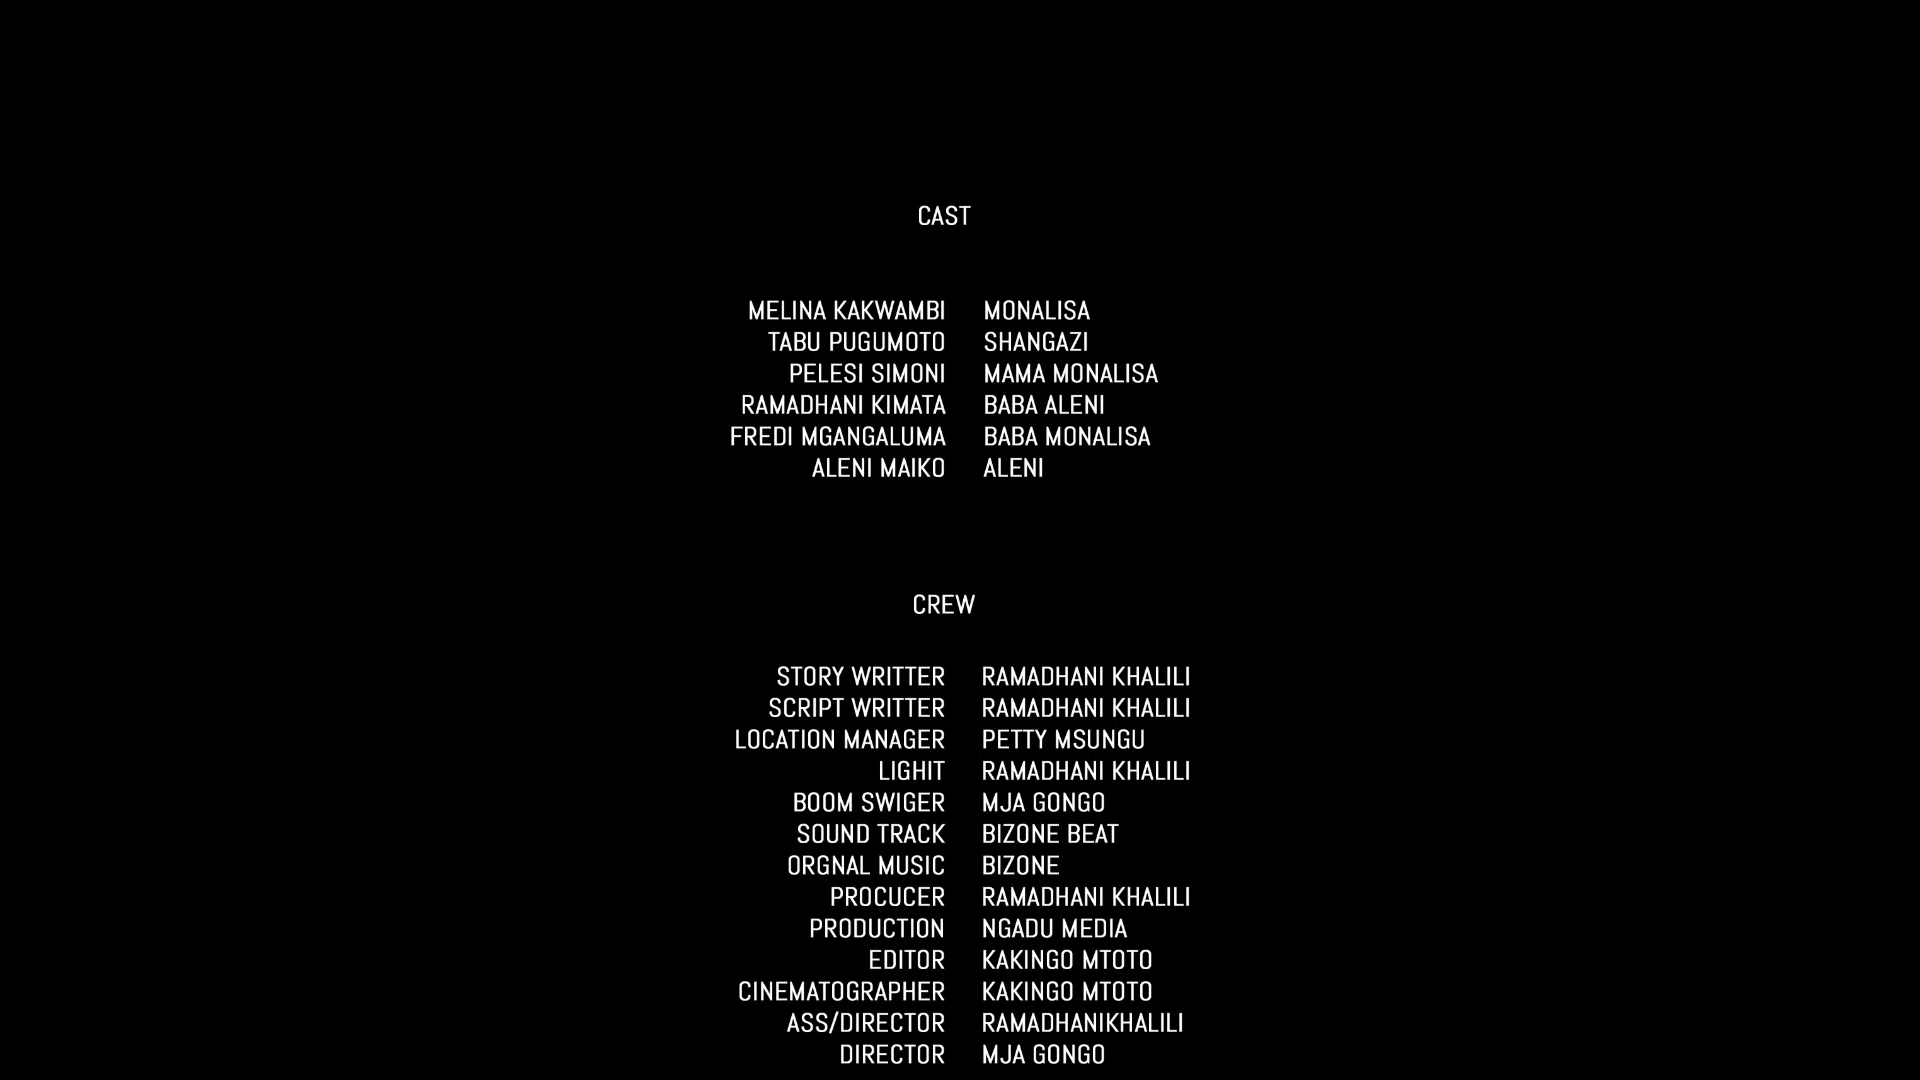 CAST
MELINA KAKWAMBI MONALISA
TABU PUGUMOTO SHANGAZI
PELESI SIMONI MAMA MONALISA
RAMADHANI KIMATA BABA ALENI
FREDI MGANGALUMA BABA MONALISA
ALENI MAIKO ALENI
CREW
STORY WRITTER RAMADHANI KHALILI
SCRIPT WRITTER RAMADHANI KHALILI
LOCATION MANAGER PETTY MSUNGU
LIGHIT RAMADHANI KHALILI
BOOM SWIGER MJA GONGO
SOUND TRACK BIZONE BEAT
ORGNAL MUSIC BIZONE
PROCUCER RAMADHANI KHALILI
PRODUCTION NGADU MEDIA
EDITOR KAKINGO MTOTO
CINEMATOGRAPHER KAKINGO MTOTO
ASS/DIRECTOR RAMADHANIKHALILI
DIRECTOR MJA GONGO